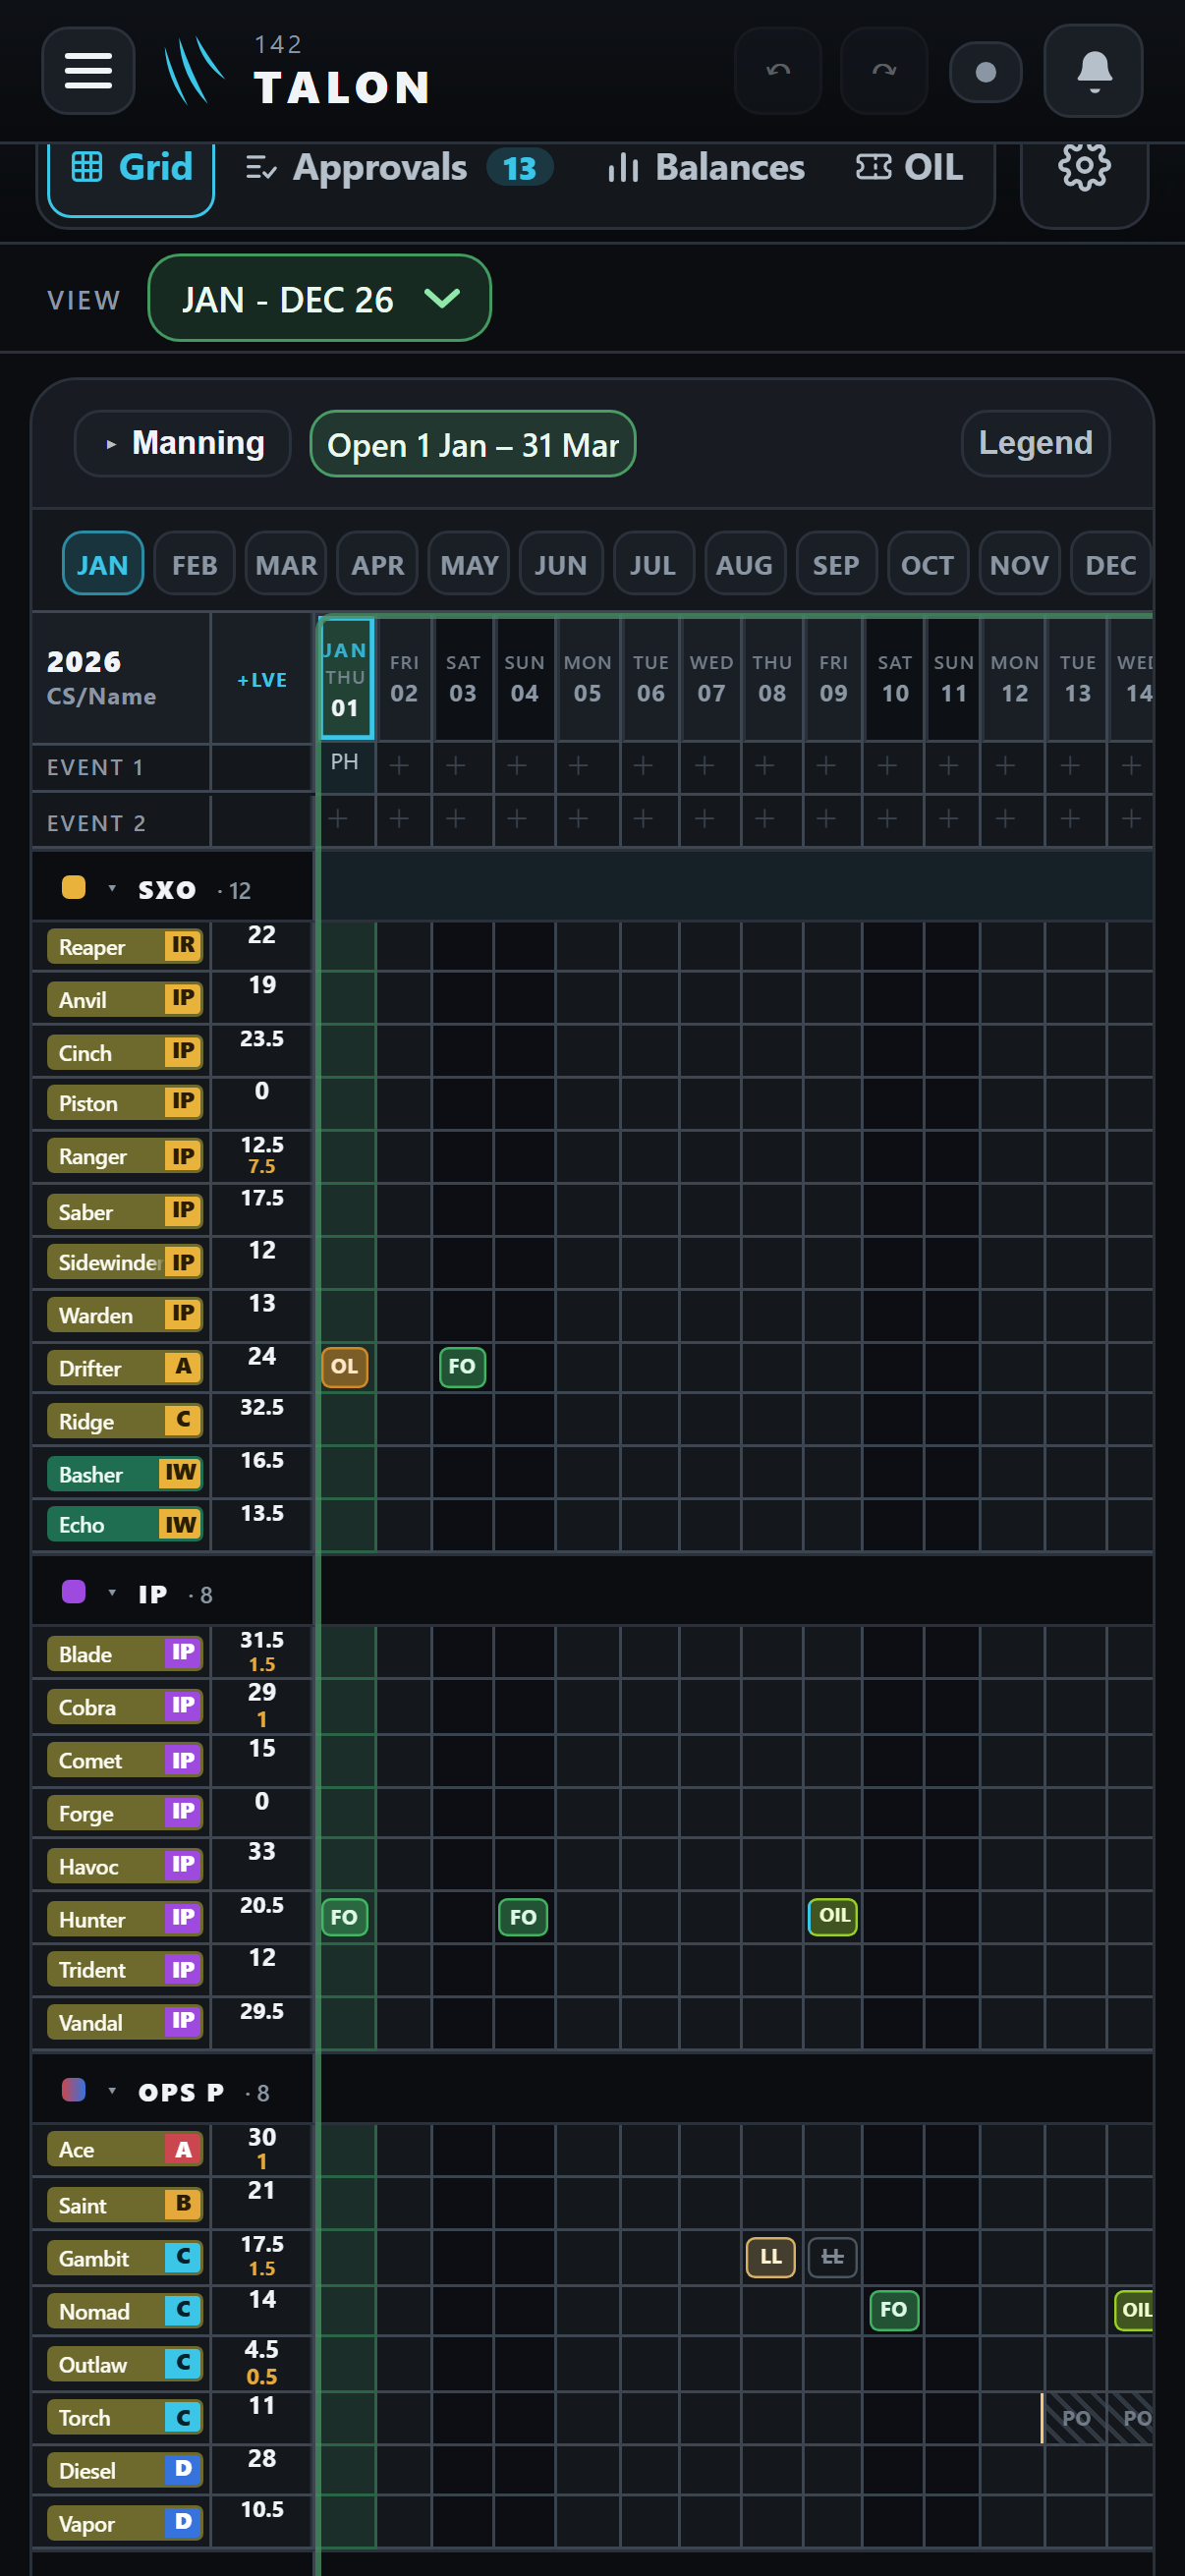 142
TALON
Grid Approvals 13 Balances OIL
VIEW JAN - DEC 26
Manning Open 1 Jan – 31 Mar Legend
JAN FEB MAR APR MAY JUN JUL AUG SEP OCT NOV DEC
2026
CS/Name
+LVE
JAN THU 01
FRI 02
SAT 03
SUN 04
MON 05
TUE 06
WED 07
THU 08
FRI 09
SAT 10
SUN 11
MON 12
TUE 13
WED 14
EVENT 1 PH + + + + + + + + + + + + +
EVENT 2 + + + + + + + + + + + + + +
SXO · 12
Reaper IR 22
Anvil IP 19
Cinch IP 23.5
Piston IP 0
Ranger IP 12.5 7.5
Saber IP 17.5
Sidewinder IP 12
Warden IP 13
Drifter A 24 OL FO
Ridge C 32.5
Basher IW 16.5
Echo IW 13.5
IP · 8
Blade IP 31.5 1.5
Cobra IP 29 1
Comet IP 15
Forge IP 0
Havoc IP 33
Hunter IP 20.5 FO FO OIL
Trident IP 12
Vandal IP 29.5
OPS P · 8
Ace A 30 1
Saint B 21
Gambit C 17.5 1.5 LL LL
Nomad C 14 FO OIL
Outlaw C 4.5 0.5
Torch C 11 PO PO
Diesel D 28
Vapor D 10.5